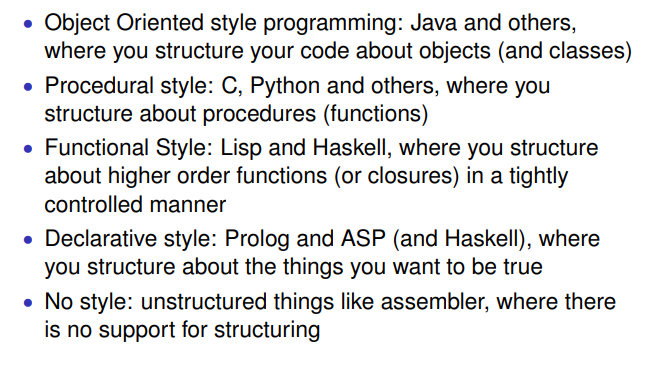 • Object Oriented style programming: Java and others,
where you structure your code about objects (and classes)
• Procedural style: C, Python and others, where you
structure about procedures (functions)
• Functional Style: Lisp and Haskell, where you structure
about higher order functions (or closures) in a tightly
controlled manner
• Declarative style: Prolog and ASP (and Haskell), where
you structure about the things you want to be true
• No style: unstructured things like assembler, where there
is no support for structuring